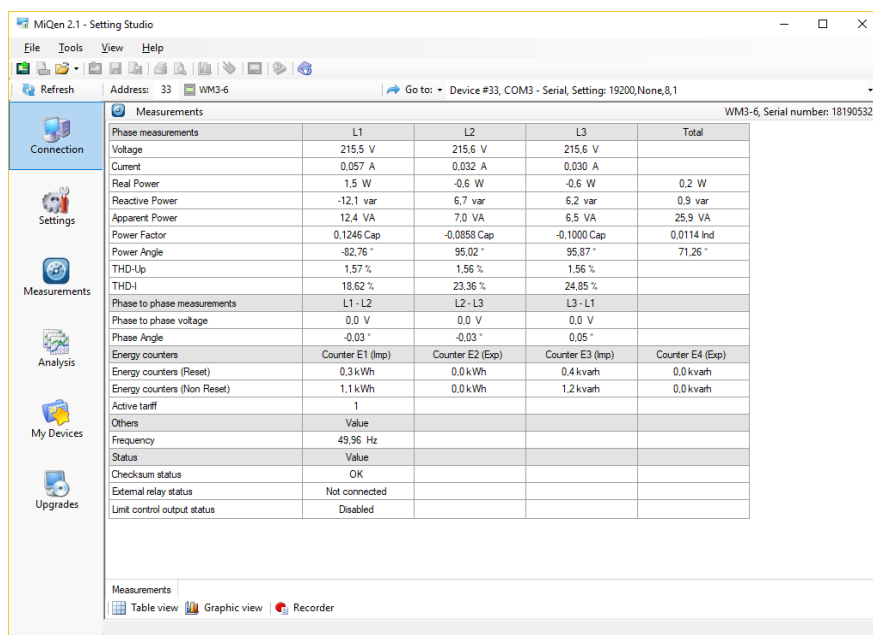 MiQen 2.1 - Setting Studio
File Tools View Help
Refresh Address: 33 WM3-6 Go to: Device #33, COM3 - Serial, Setting: 19200,None,8,1
Measurements WM3-6, Serial number: 18190532
Connection
Settings
Measurements
Analysis
My Devices
Upgrades
Phase measurements L1 L2 L3 Total
Voltage 215,5 V 215,6 V 215,6 V
Current 0,057 A 0,032 A 0,030 A
Real Power 1,5 W -0,6 W -0,6 W 0,2 W
Reactive Power -12,1 var 6,7 var 6,2 var 0,9 var
Apparent Power 12,4 VA 7,0 VA 6,5 VA 25,9 VA
Power Factor 0,1246 Cap -0,0858 Cap -0,1000 Cap 0,0114 Ind
Power Angle -82,76 ° 95,02 ° 95,87 ° 71,26 °
THD-Up 1,57 % 1,56 % 1,56 %
THD-I 18,62 % 23,36 % 24,85 %
Phase to phase measurements L1 - L2 L2 - L3 L3 - L1
Phase to phase voltage 0,0 V 0,0 V 0,0 V
Phase Angle -0,03 ° -0,03 ° 0,05 °
Energy counters Counter E1 (Imp) Counter E2 (Exp) Counter E3 (Imp) Counter E4 (Exp)
Energy counters (Reset) 0,3 kWh 0,0 kWh 0,4 kvarh 0,0 kvarh
Energy counters (Non Reset) 1,1 kWh 0,0 kWh 1,2 kvarh 0,0 kvarh
Active tariff 1
Others Value
Frequency 49,96 Hz
Status Value
Checksum status OK
External relay status Not connected
Limit control output status Disabled
Measurements
Table view Graphic view Recorder